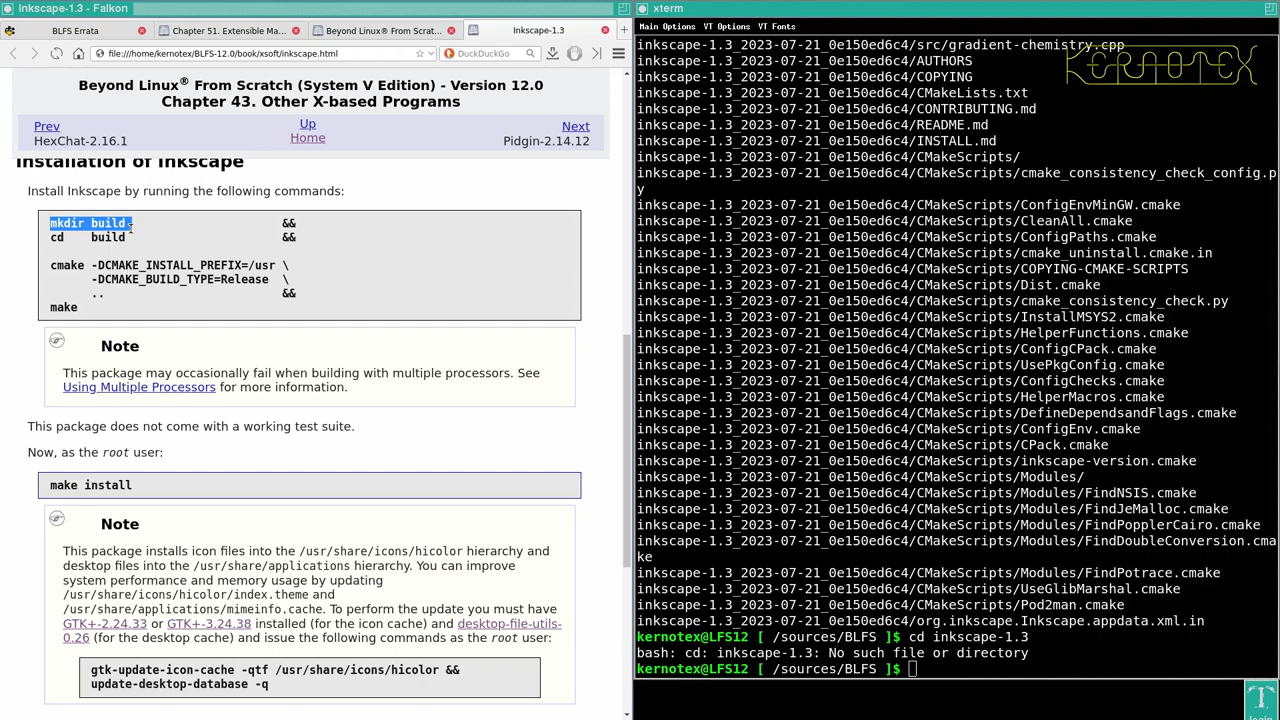 Inkscape-1.3 - Falkon
BLFS Errata
Chapter 51. Extensible Ma...
Beyond Linux® From Scrat...
Inkscape-1.3
file:///home/kernotex/BLFS-12.0/book/xsoft/inkscape.html
DuckDuckGo
Beyond Linux® From Scratch (System V Edition) - Version 12.0
Chapter 43. Other X-based Programs
Prev
Up
Next
HexChat-2.16.1
Home
Pidgin-2.14.12
Installation of Inkscape
Install Inkscape by running the following commands:
mkdir build &&
cd build &&
cmake -DCMAKE_INSTALL_PREFIX=/usr \
-DCMAKE_BUILD_TYPE=Release \
.. &&
make
Note
This package may occasionally fail when building with multiple processors. See
Using Multiple Processors for more information.
This package does not come with a working test suite.
Now, as the root user:
make install
Note
This package installs icon files into the /usr/share/icons/hicolor hierarchy and
desktop files into the /usr/share/applications hierarchy. You can improve
system performance and memory usage by updating
/usr/share/icons/hicolor/index.theme and
/usr/share/applications/mimeinfo.cache. To perform the update you must have
GTK+-2.24.33 or GTK+-3.24.38 installed (for the icon cache) and desktop-file-utils-
0.26 (for the desktop cache) and issue the following commands as the root user:
gtk-update-icon-cache -qtf /usr/share/icons/hicolor &&
update-desktop-database -q
xterm
Main Options VT Options VT Fonts
KERNOTEX
inkscape-1.3_2023-07-21_0e150ed6c4/src/gradient-chemistry.cpp
inkscape-1.3_2023-07-21_0e150ed6c4/AUTHORS
inkscape-1.3_2023-07-21_0e150ed6c4/COPYING
inkscape-1.3_2023-07-21_0e150ed6c4/CMakeLists.txt
inkscape-1.3_2023-07-21_0e150ed6c4/CONTRIBUTING.md
inkscape-1.3_2023-07-21_0e150ed6c4/README.md
inkscape-1.3_2023-07-21_0e150ed6c4/INSTALL.md
inkscape-1.3_2023-07-21_0e150ed6c4/CMakeScripts/
inkscape-1.3_2023-07-21_0e150ed6c4/CMakeScripts/cmake_consistency_check_config.p
y
inkscape-1.3_2023-07-21_0e150ed6c4/CMakeScripts/ConfigEnvMinGW.cmake
inkscape-1.3_2023-07-21_0e150ed6c4/CMakeScripts/CleanAll.cmake
inkscape-1.3_2023-07-21_0e150ed6c4/CMakeScripts/ConfigPaths.cmake
inkscape-1.3_2023-07-21_0e150ed6c4/CMakeScripts/cmake_uninstall.cmake.in
inkscape-1.3_2023-07-21_0e150ed6c4/CMakeScripts/COPYING-CMAKE-SCRIPTS
inkscape-1.3_2023-07-21_0e150ed6c4/CMakeScripts/Dist.cmake
inkscape-1.3_2023-07-21_0e150ed6c4/CMakeScripts/cmake_consistency_check.py
inkscape-1.3_2023-07-21_0e150ed6c4/CMakeScripts/InstallMSYS2.cmake
inkscape-1.3_2023-07-21_0e150ed6c4/CMakeScripts/HelperFunctions.cmake
inkscape-1.3_2023-07-21_0e150ed6c4/CMakeScripts/ConfigCPack.cmake
inkscape-1.3_2023-07-21_0e150ed6c4/CMakeScripts/UsePkgConfig.cmake
inkscape-1.3_2023-07-21_0e150ed6c4/CMakeScripts/ConfigChecks.cmake
inkscape-1.3_2023-07-21_0e150ed6c4/CMakeScripts/HelperMacros.cmake
inkscape-1.3_2023-07-21_0e150ed6c4/CMakeScripts/DefineDependsandFlags.cmake
inkscape-1.3_2023-07-21_0e150ed6c4/CMakeScripts/ConfigEnv.cmake
inkscape-1.3_2023-07-21_0e150ed6c4/CMakeScripts/CPack.cmake
inkscape-1.3_2023-07-21_0e150ed6c4/CMakeScripts/inkscape-version.cmake
inkscape-1.3_2023-07-21_0e150ed6c4/CMakeScripts/Modules/
inkscape-1.3_2023-07-21_0e150ed6c4/CMakeScripts/Modules/FindNSIS.cmake
inkscape-1.3_2023-07-21_0e150ed6c4/CMakeScripts/Modules/FindJeMalloc.cmake
inkscape-1.3_2023-07-21_0e150ed6c4/CMakeScripts/Modules/FindPopplerCairo.cmake
inkscape-1.3_2023-07-21_0e150ed6c4/CMakeScripts/Modules/FindDoubleConversion.cma
ke
inkscape-1.3_2023-07-21_0e150ed6c4/CMakeScripts/Modules/FindPotrace.cmake
inkscape-1.3_2023-07-21_0e150ed6c4/CMakeScripts/UseGlibMarshal.cmake
inkscape-1.3_2023-07-21_0e150ed6c4/CMakeScripts/Pod2man.cmake
inkscape-1.3_2023-07-21_0e150ed6c4/org.inkscape.Inkscape.appdata.xml.in
kernotex@LFS12 [ /sources/BLFS ]$ cd inkscape-1.3
bash: cd: inkscape-1.3: No such file or directory
kernotex@LFS12 [ /sources/BLFS ]$
login